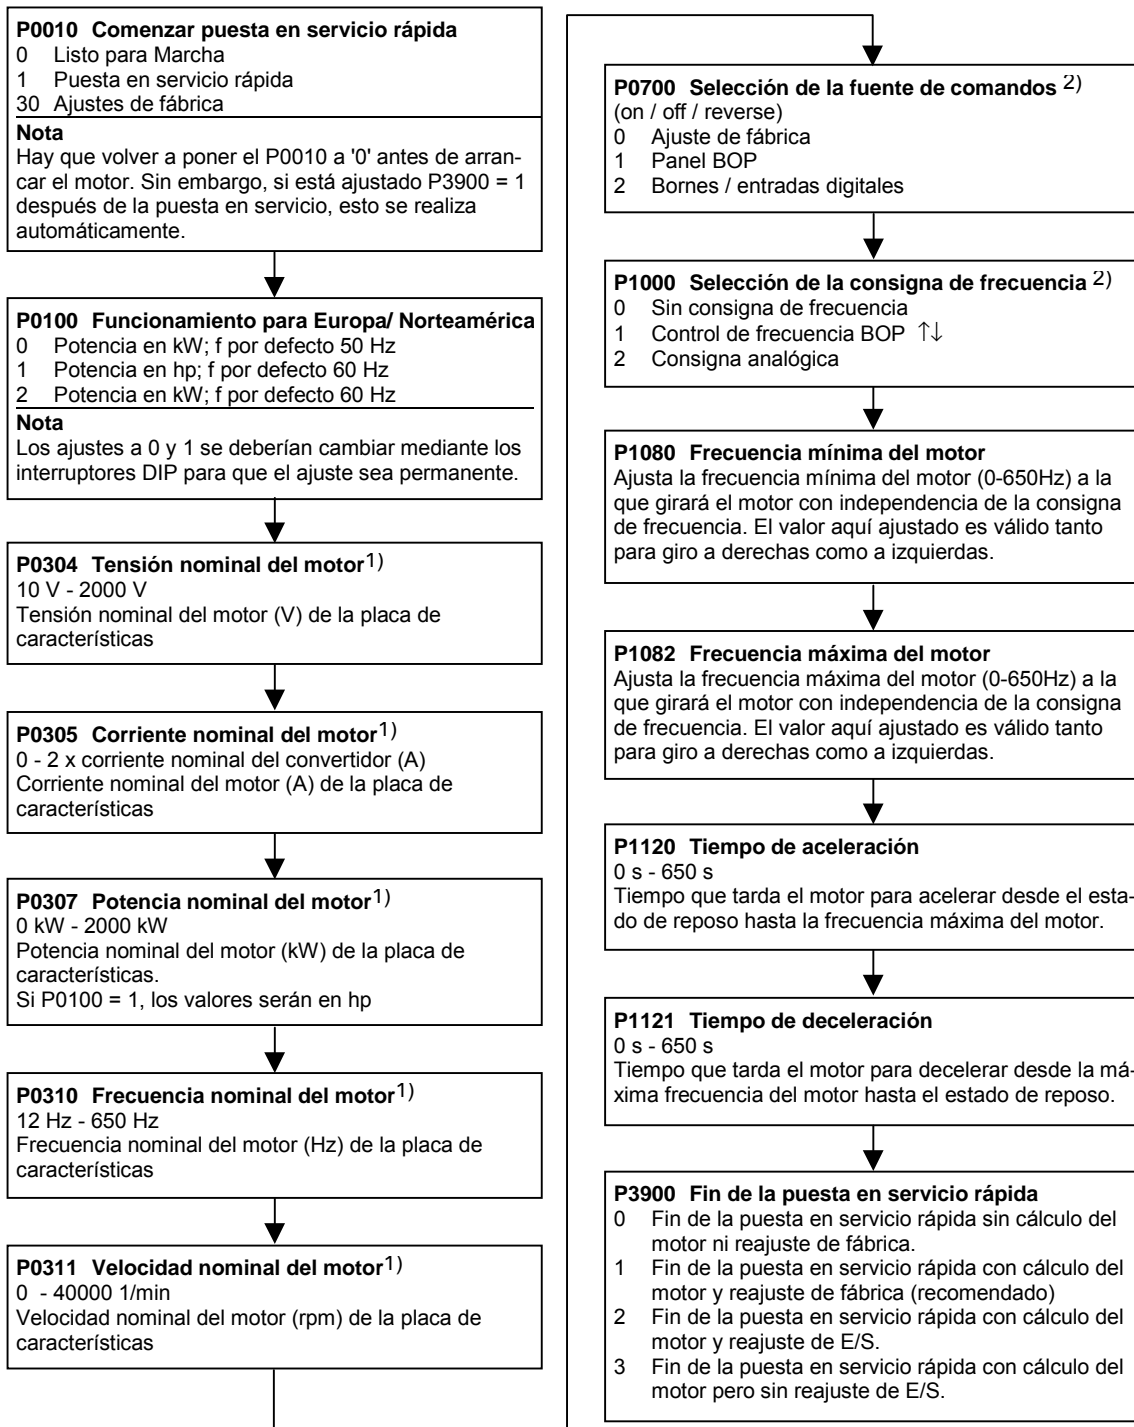 P0010 Comenzar puesta en servicio rápida
0 Listo para Marcha
1 Puesta en servicio rápida
30 Ajustes de fábrica
Nota
Hay que volver a poner el P0010 a '0' antes de arran-
car el motor. Sin embargo, si está ajustado P3900 = 1
después de la puesta en servicio, esto se realiza
automáticamente.
P0100 Funcionamiento para Europa/ Norteamérica
0 Potencia en kW; f por defecto 50 Hz
1 Potencia en hp; f por defecto 60 Hz
2 Potencia en kW; f por defecto 60 Hz
Nota
Los ajustes a 0 y 1 se deberían cambiar mediante los
interruptores DIP para que el ajuste sea permanente.
P0304 Tensión nominal del motor1)
10 V - 2000 V
Tensión nominal del motor (V) de la placa de
características
P0305 Corriente nominal del motor1)
0 - 2 x corriente nominal del convertidor (A)
Corriente nominal del motor (A) de la placa de
características
P0307 Potencia nominal del motor1)
0 kW - 2000 kW
Potencia nominal del motor (kW) de la placa de
características.
Si P0100 = 1, los valores serán en hp
P0310 Frecuencia nominal del motor1)
12 Hz - 650 Hz
Frecuencia nominal del motor (Hz) de la placa de
características
P0311 Velocidad nominal del motor1)
0 - 40000 1/min
Velocidad nominal del motor (rpm) de la placa de
características
P0700 Selección de la fuente de comandos 2)
(on / off / reverse)
0 Ajuste de fábrica
1 Panel BOP
2 Bornes / entradas digitales
P1000 Selección de la consigna de frecuencia 2)
0 Sin consigna de frecuencia
1 Control de frecuencia BOP ↑↓
2 Consigna analógica
P1080 Frecuencia mínima del motor
Ajusta la frecuencia mínima del motor (0-650Hz) a la
que girará el motor con independencia de la consigna
de frecuencia. El valor aquí ajustado es válido tanto
para giro a derechas como a izquierdas.
P1082 Frecuencia máxima del motor
Ajusta la frecuencia máxima del motor (0-650Hz) a la
que girará el motor con independencia de la consigna
de frecuencia. El valor aquí ajustado es válido tanto
para giro a derechas como a izquierdas.
P1120 Tiempo de aceleración
0 s - 650 s
Tiempo que tarda el motor para acelerar desde el esta-
do de reposo hasta la frecuencia máxima del motor.
P1121 Tiempo de deceleración
0 s - 650 s
Tiempo que tarda el motor para decelerar desde la má-
xima frecuencia del motor hasta el estado de reposo.
P3900 Fin de la puesta en servicio rápida
0 Fin de la puesta en servicio rápida sin cálculo del
motor ni reajuste de fábrica.
1 Fin de la puesta en servicio rápida con cálculo del
motor y reajuste de fábrica (recomendado)
2 Fin de la puesta en servicio rápida con cálculo del
motor y reajuste de E/S.
3 Fin de la puesta en servicio rápida con cálculo del
motor pero sin reajuste de E/S.